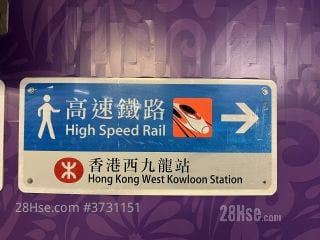 高速鐵路
High Speed Rail
香港西九龍站
Hong Kong West Kowloon Station
28Hse.com #3731151
28Hse.com